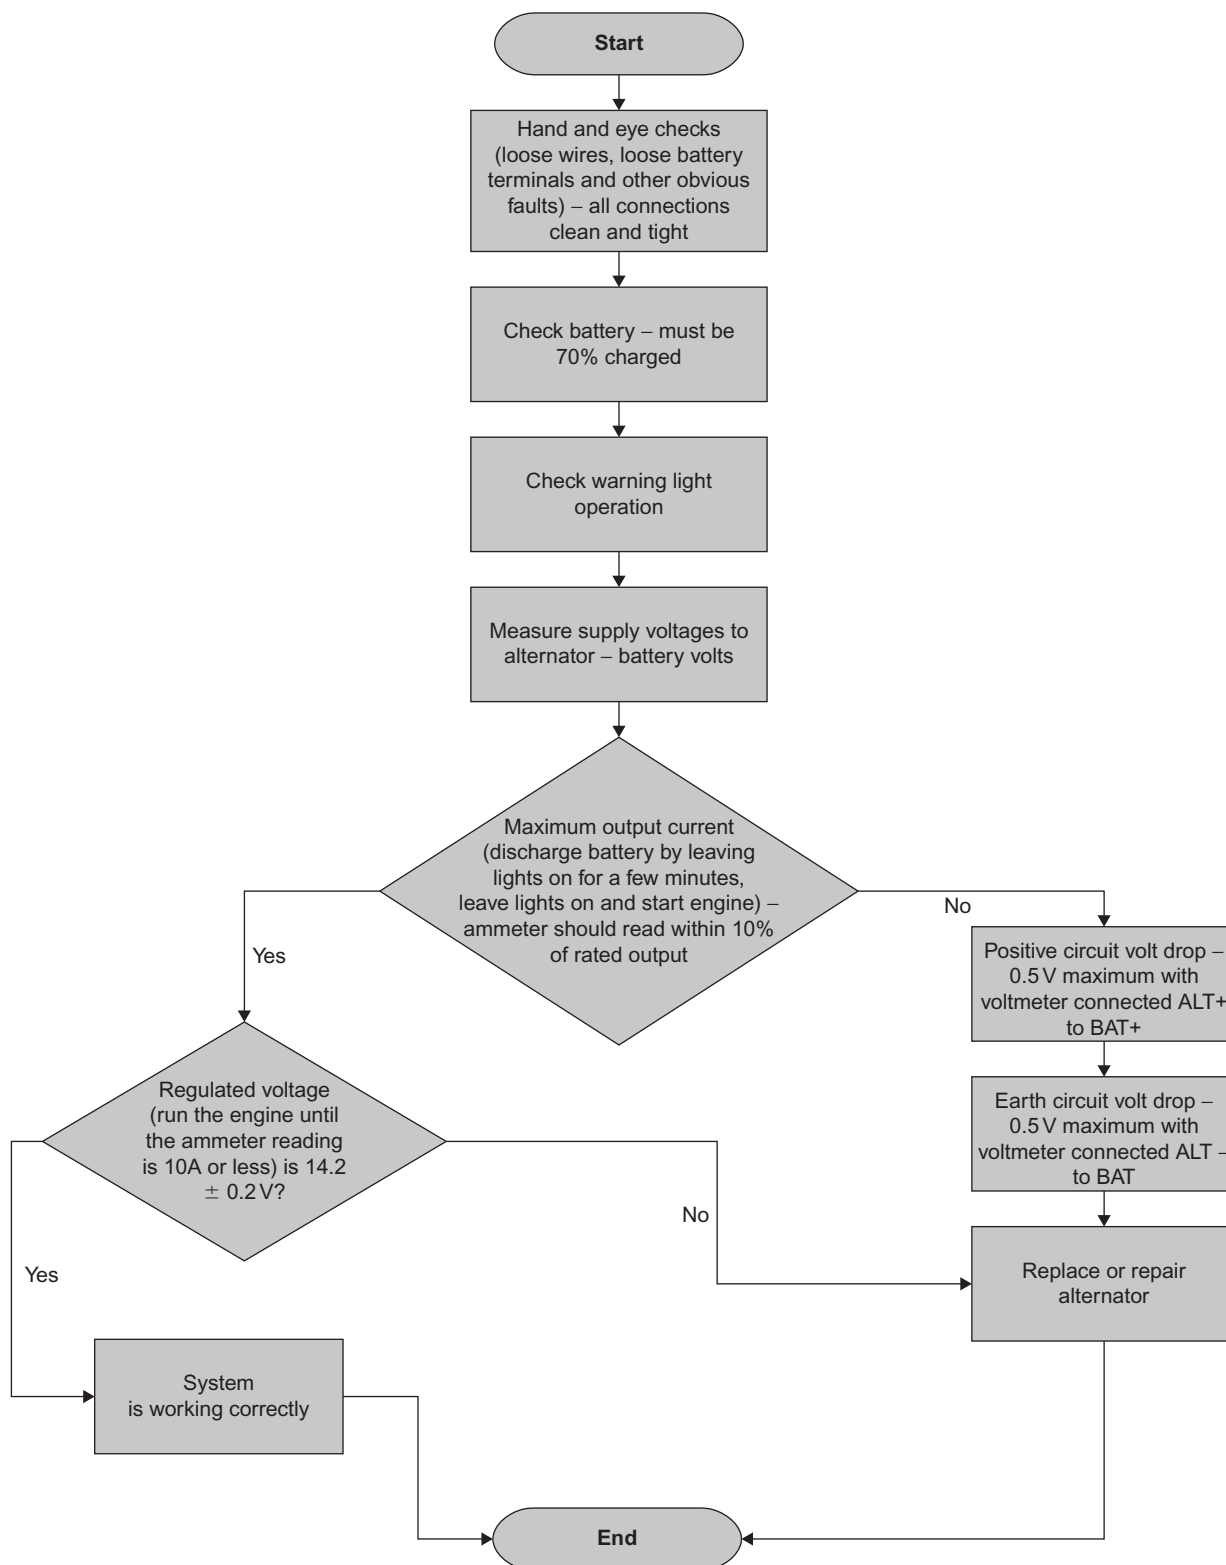 Start
Hand and eye checks
(loose wires, loose battery
terminals and other obvious
faults) – all connections
clean and tight
Check battery – must be
70% charged
Check warning light
operation
Measure supply voltages to
alternator – battery volts
Maximum output current
(discharge battery by leaving
lights on for a few minutes,
leave lights on and start engine) –
ammeter should read within 10%
of rated output
Yes
No
Positive circuit volt drop –
0.5 V maximum with
voltmeter connected ALT+
to BAT+
Regulated voltage
(run the engine until
the ammeter reading
is 10A or less) is 14.2
± 0.2 V?
Earth circuit volt drop –
0.5 V maximum with
voltmeter connected ALT –
to BAT
No
Yes
Replace or repair
alternator
System
is working correctly
End